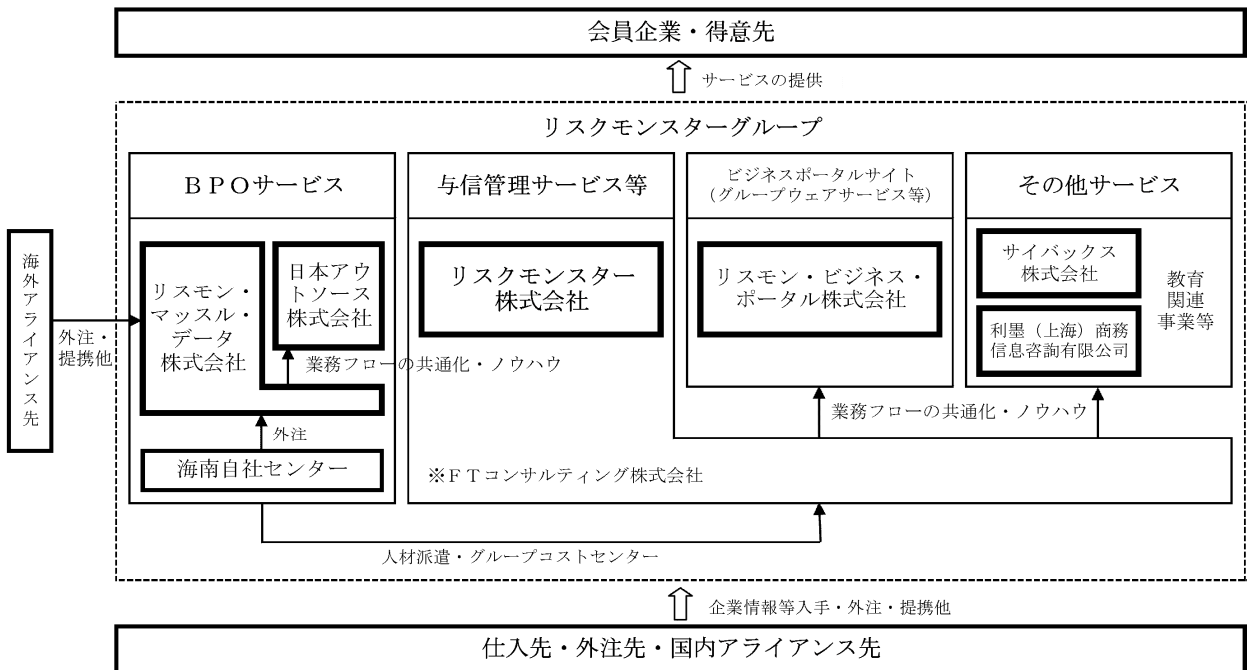 会員企業・得意先
サービスの提供
リスクモンスターグループ
ＢＰＯサービス
リスモン・
マッスル・
データ
株式会社
日本アウ
トソース
株式会社
業務フローの共通化・ノウハウ
外注
海南自社センター
海外アライアンス先
外注・
提携他
与信管理サービス等
リスクモンスター
株式会社
※ＦＴコンサルティング株式会社
ビジネスポータルサイト
（グループウェアサービス等）
リスモン・ビジネス・
ポータル株式会社
その他サービス
サイバックス
株式会社
利墨（上海）商務
信息咨詢有限公司
教育
関連
事業等
業務フローの共通化・ノウハウ
人材派遣・グループコストセンター
企業情報等入手・外注・提携他
仕入先・外注先・国内アライアンス先